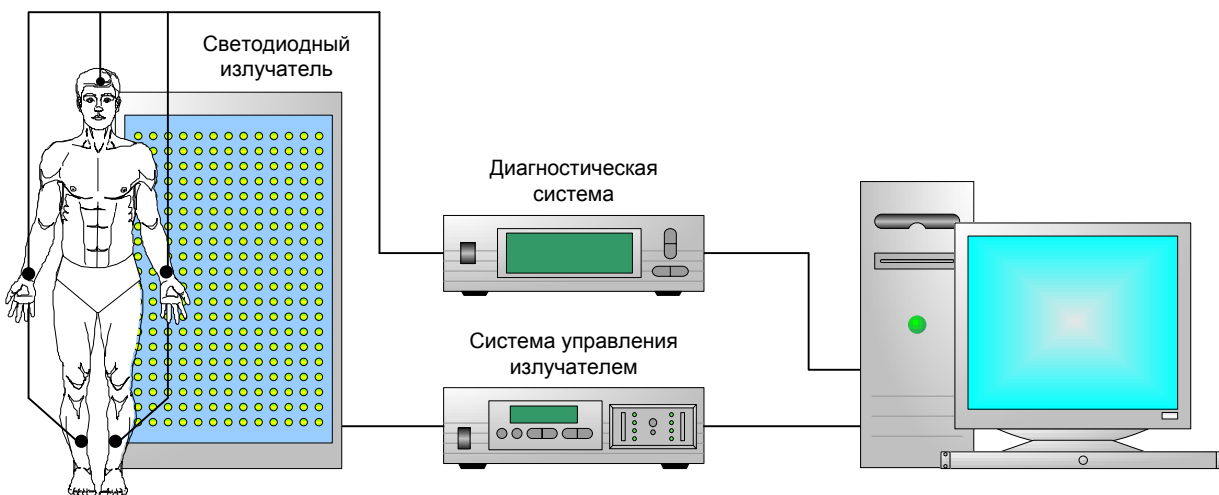 Светодиодный
излучатель
Диагностическая
система
Система управления
излучателем